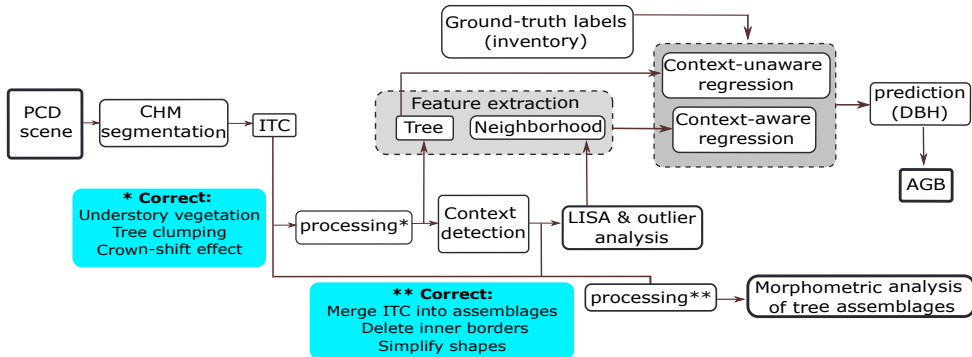 Ground-truth labels
(inventory)
PCD
scene
CHM
segmentation
ITC
Feature extraction
Tree
Neighborhood
Context-unaware
regression
Context-aware
regression
prediction
(DBH)
AGB
* Correct:
Understory vegetation
Tree clumping
Crown-shift effect
processing*
Context
detection
LISA & outlier
analysis
** Correct:
Merge ITC into assemblages
Delete inner borders
Simplify shapes
processing**
Morphometric analysis
of tree assemblages